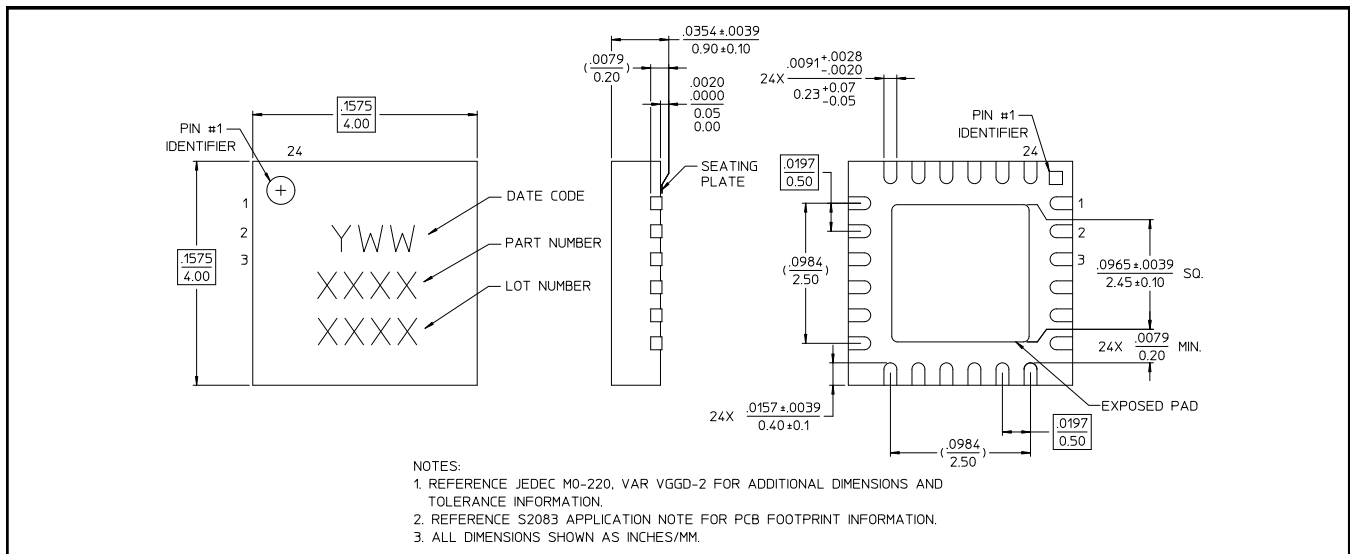 .1575
4.00
PIN #1
IDENTIFIER
24
1
2
3
.1575
4.00
YWW
XXXX
XXXX
DATE CODE
PART NUMBER
LOT NUMBER
.0354±.0039
0.90±0.10
(.0079
0.20)
.0020
.0000
0.05
0.00
SEATING
PLATE
24X .0091+.0028
-.0020
0.23+0.07
-0.05
PIN #1
IDENTIFIER
24
.0197
0.50
1
2
3
(.0984
2.50)
.0965±.0039
2.45±0.10 SQ.
24X .0079
0.20 MIN.
EXPOSED PAD
24X .0157±.0039
0.40±0.1
.0197
0.50
(.0984
2.50)
NOTES:
1. REFERENCE JEDEC MO-220, VAR VGGD-2 FOR ADDITIONAL DIMENSIONS AND
TOLERANCE INFORMATION.
2. REFERENCE S2083 APPLICATION NOTE FOR PCB FOOTPRINT INFORMATION.
3. ALL DIMENSIONS SHOWN AS INCHES/MM.